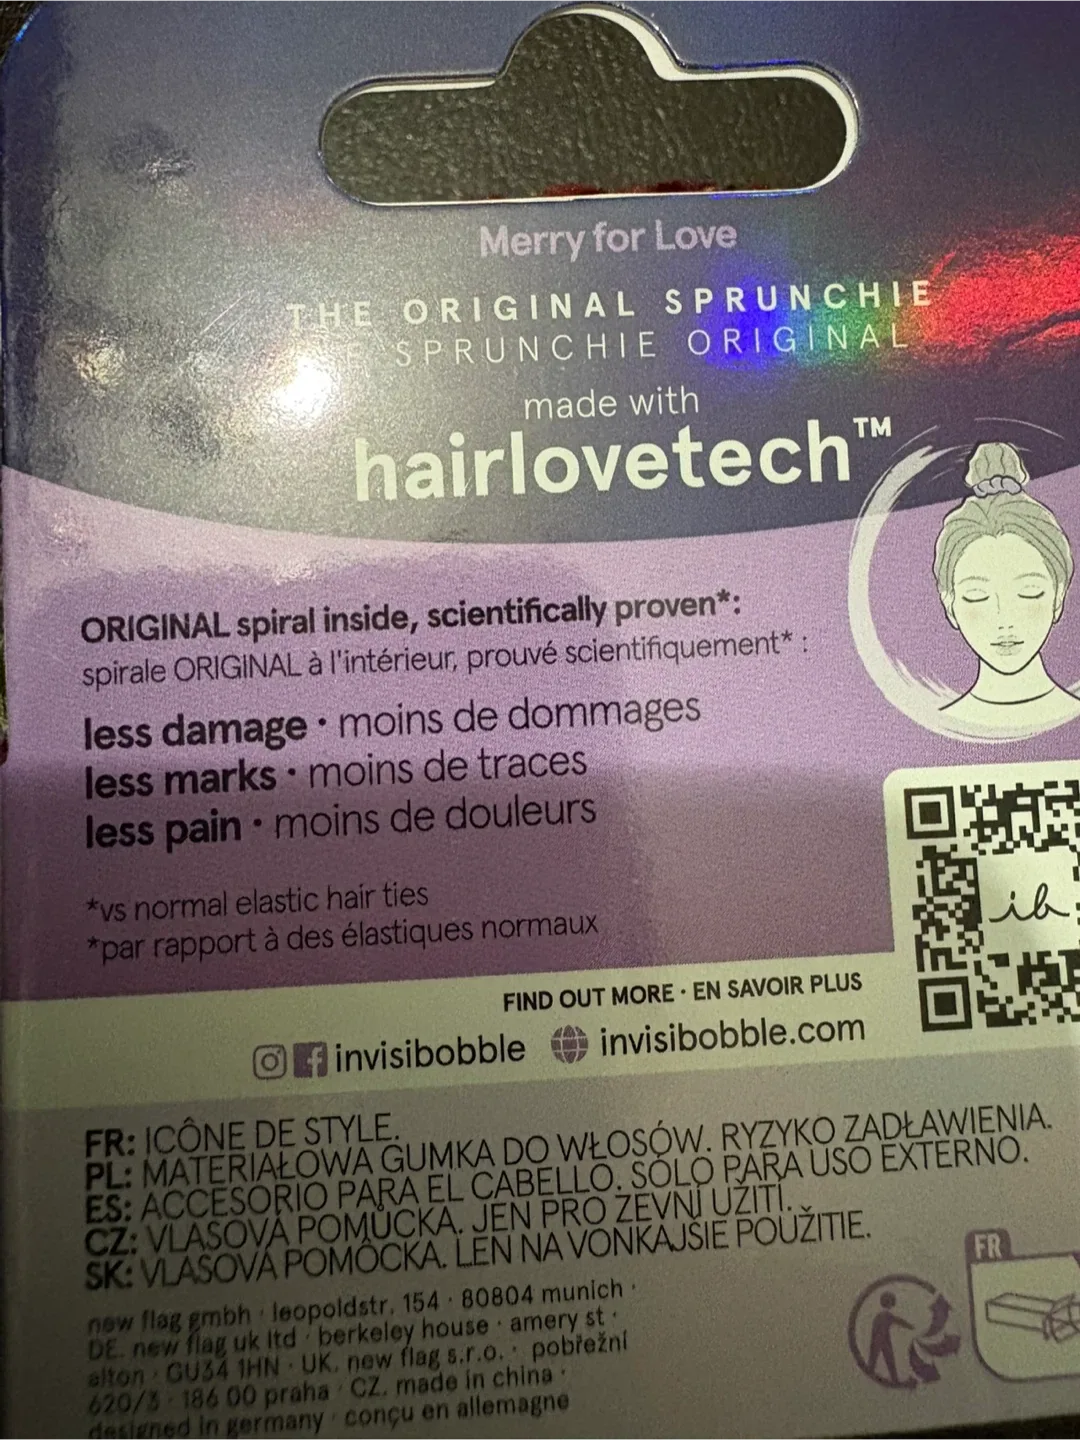 Merry for Love
THE ORIGINAL SPRUNCHIE
SPRUNCHIE ORIGINAL
made with
hairlovetech™
ORIGINAL spiral inside, scientifically proven*:
spirale ORIGINAL à l'intérieur, prouvé scientifiquement* :
less damage · moins de dommages
less marks · moins de traces
less pain · moins de douleurs
*vs normal elastic hair ties
*par rapport à des élastiques normaux
ib
FIND OUT MORE · EN SAVOIR PLUS
invisibobble invisibobble.com
FR: ICÔNE DE STYLE.
PL: MATERIAŁOWA GUMKA DO WŁOSÓW. RYZYKO ZADŁAWIENIA.
ES: ACCESORIO PARA EL CABELLO. SÓLO PARA USO EXTERNO.
CZ: VLASOVÁ POMŮCKA. JEN PRO ZEVNÍ UŽITÍ.
SK: VLASOVÁ POMÔCKA. LEN NA VONKAJŠIE POUŽITIE.
FR
new flag gmbh · leopoldstr. 154 · 80804 munich ·
DE. new flag uk ltd · berkeley house · amery st ·
alton · GU34 1HN · UK. new flag s.r.o. · pobřežní
620/3 · 186 00 praha · CZ. made in china ·
designed in germany · conçu en allemagne